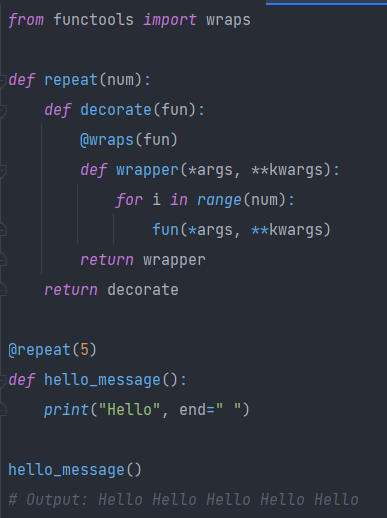 from functools import wraps

def repeat(num):
    def decorate(fun):
        @wraps(fun)
        def wrapper(*args, **kwargs):
            for i in range(num):
                fun(*args, **kwargs)
        return wrapper
    return decorate

@repeat(5)
def hello_message():
    print("Hello", end=" ")

hello_message()
# Output: Hello Hello Hello Hello Hello